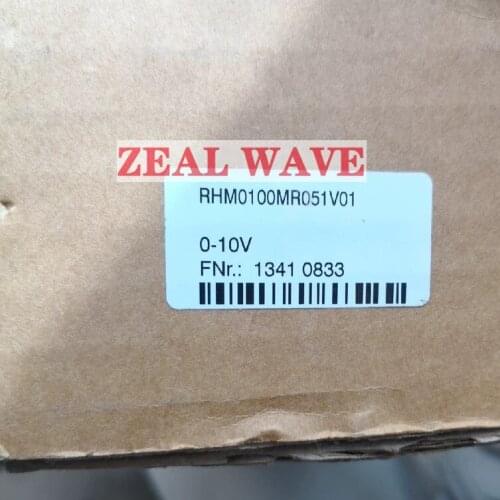 ZEAL WAVE
RHM0100MR051V01
0-10V
FNr.: 1341 0833